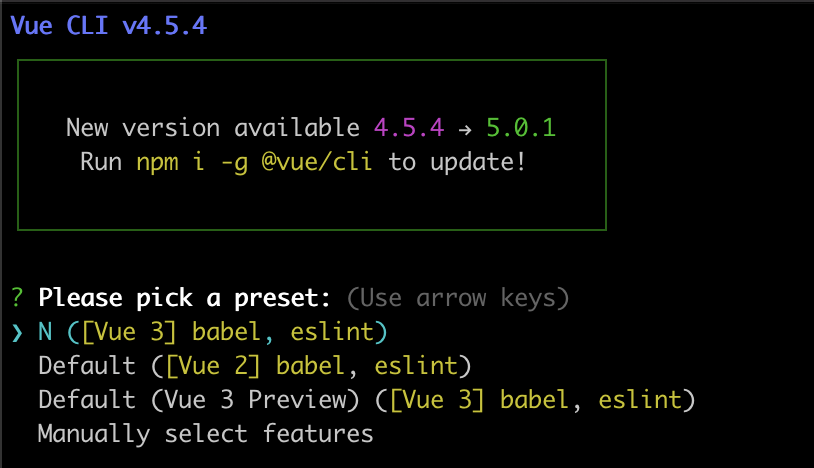 Vue CLI v4.5.4
New version available 4.5.4 → 5.0.1
Run npm i -g @vue/cli to update!
? Please pick a preset: (Use arrow keys)
❯ N ([Vue 3] babel, eslint)
Default ([Vue 2] babel, eslint)
Default (Vue 3 Preview) ([Vue 3] babel, eslint)
Manually select features